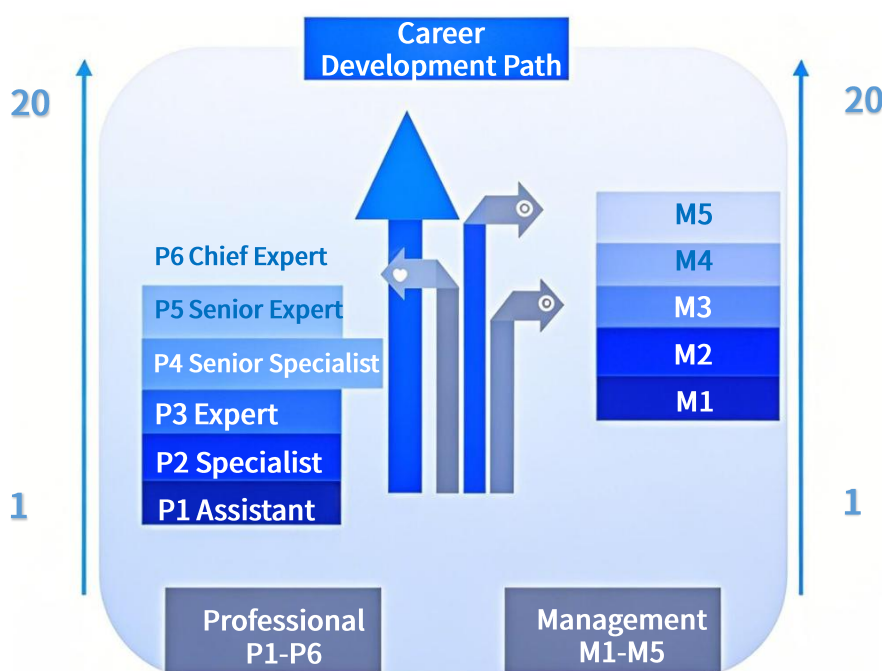 Career
Development Path
20
20
P6 Chief Expert
P5 Senior Expert
P4 Senior Specialist
P3 Expert
P2 Specialist
P1 Assistant
M5
M4
M3
M2
M1
1
1
Professional
P1-P6
Management
M1-M5